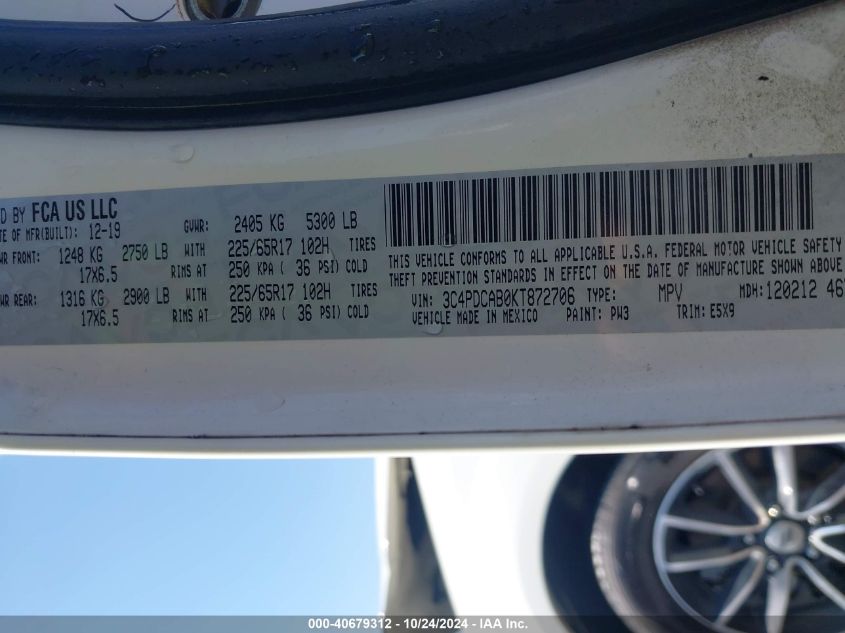 D BY FCA US LLC
TE OF MFR(BUILT): 12-19 GVWR: 2405 KG 5300 LB
WR FRONT: 1248 KG 2750 LB WITH 225/65R17 102H TIRES
17X6.5 RIMS AT 250 KPA ( 36 PSI) COLD
WR REAR: 1316 KG 2900 LB WITH 225/65R17 102H TIRES
17X6.5 RIMS AT 250 KPA ( 36 PSI) COLD
THIS VEHICLE CONFORMS TO ALL APPLICABLE U.S.A. FEDERAL MOTOR VEHICLE SAFETY
THEFT PREVENTION STANDARDS IN EFFECT ON THE DATE OF MANUFACTURE SHOWN ABOVE
VIN: 3C4PDCAB0KT872706 TYPE: MPV MDH: 120212 46
VEHICLE MADE IN MEXICO PAINT: PW3 TRIM: E5X9
000-40679312 - 10/24/2024 - IAA Inc.